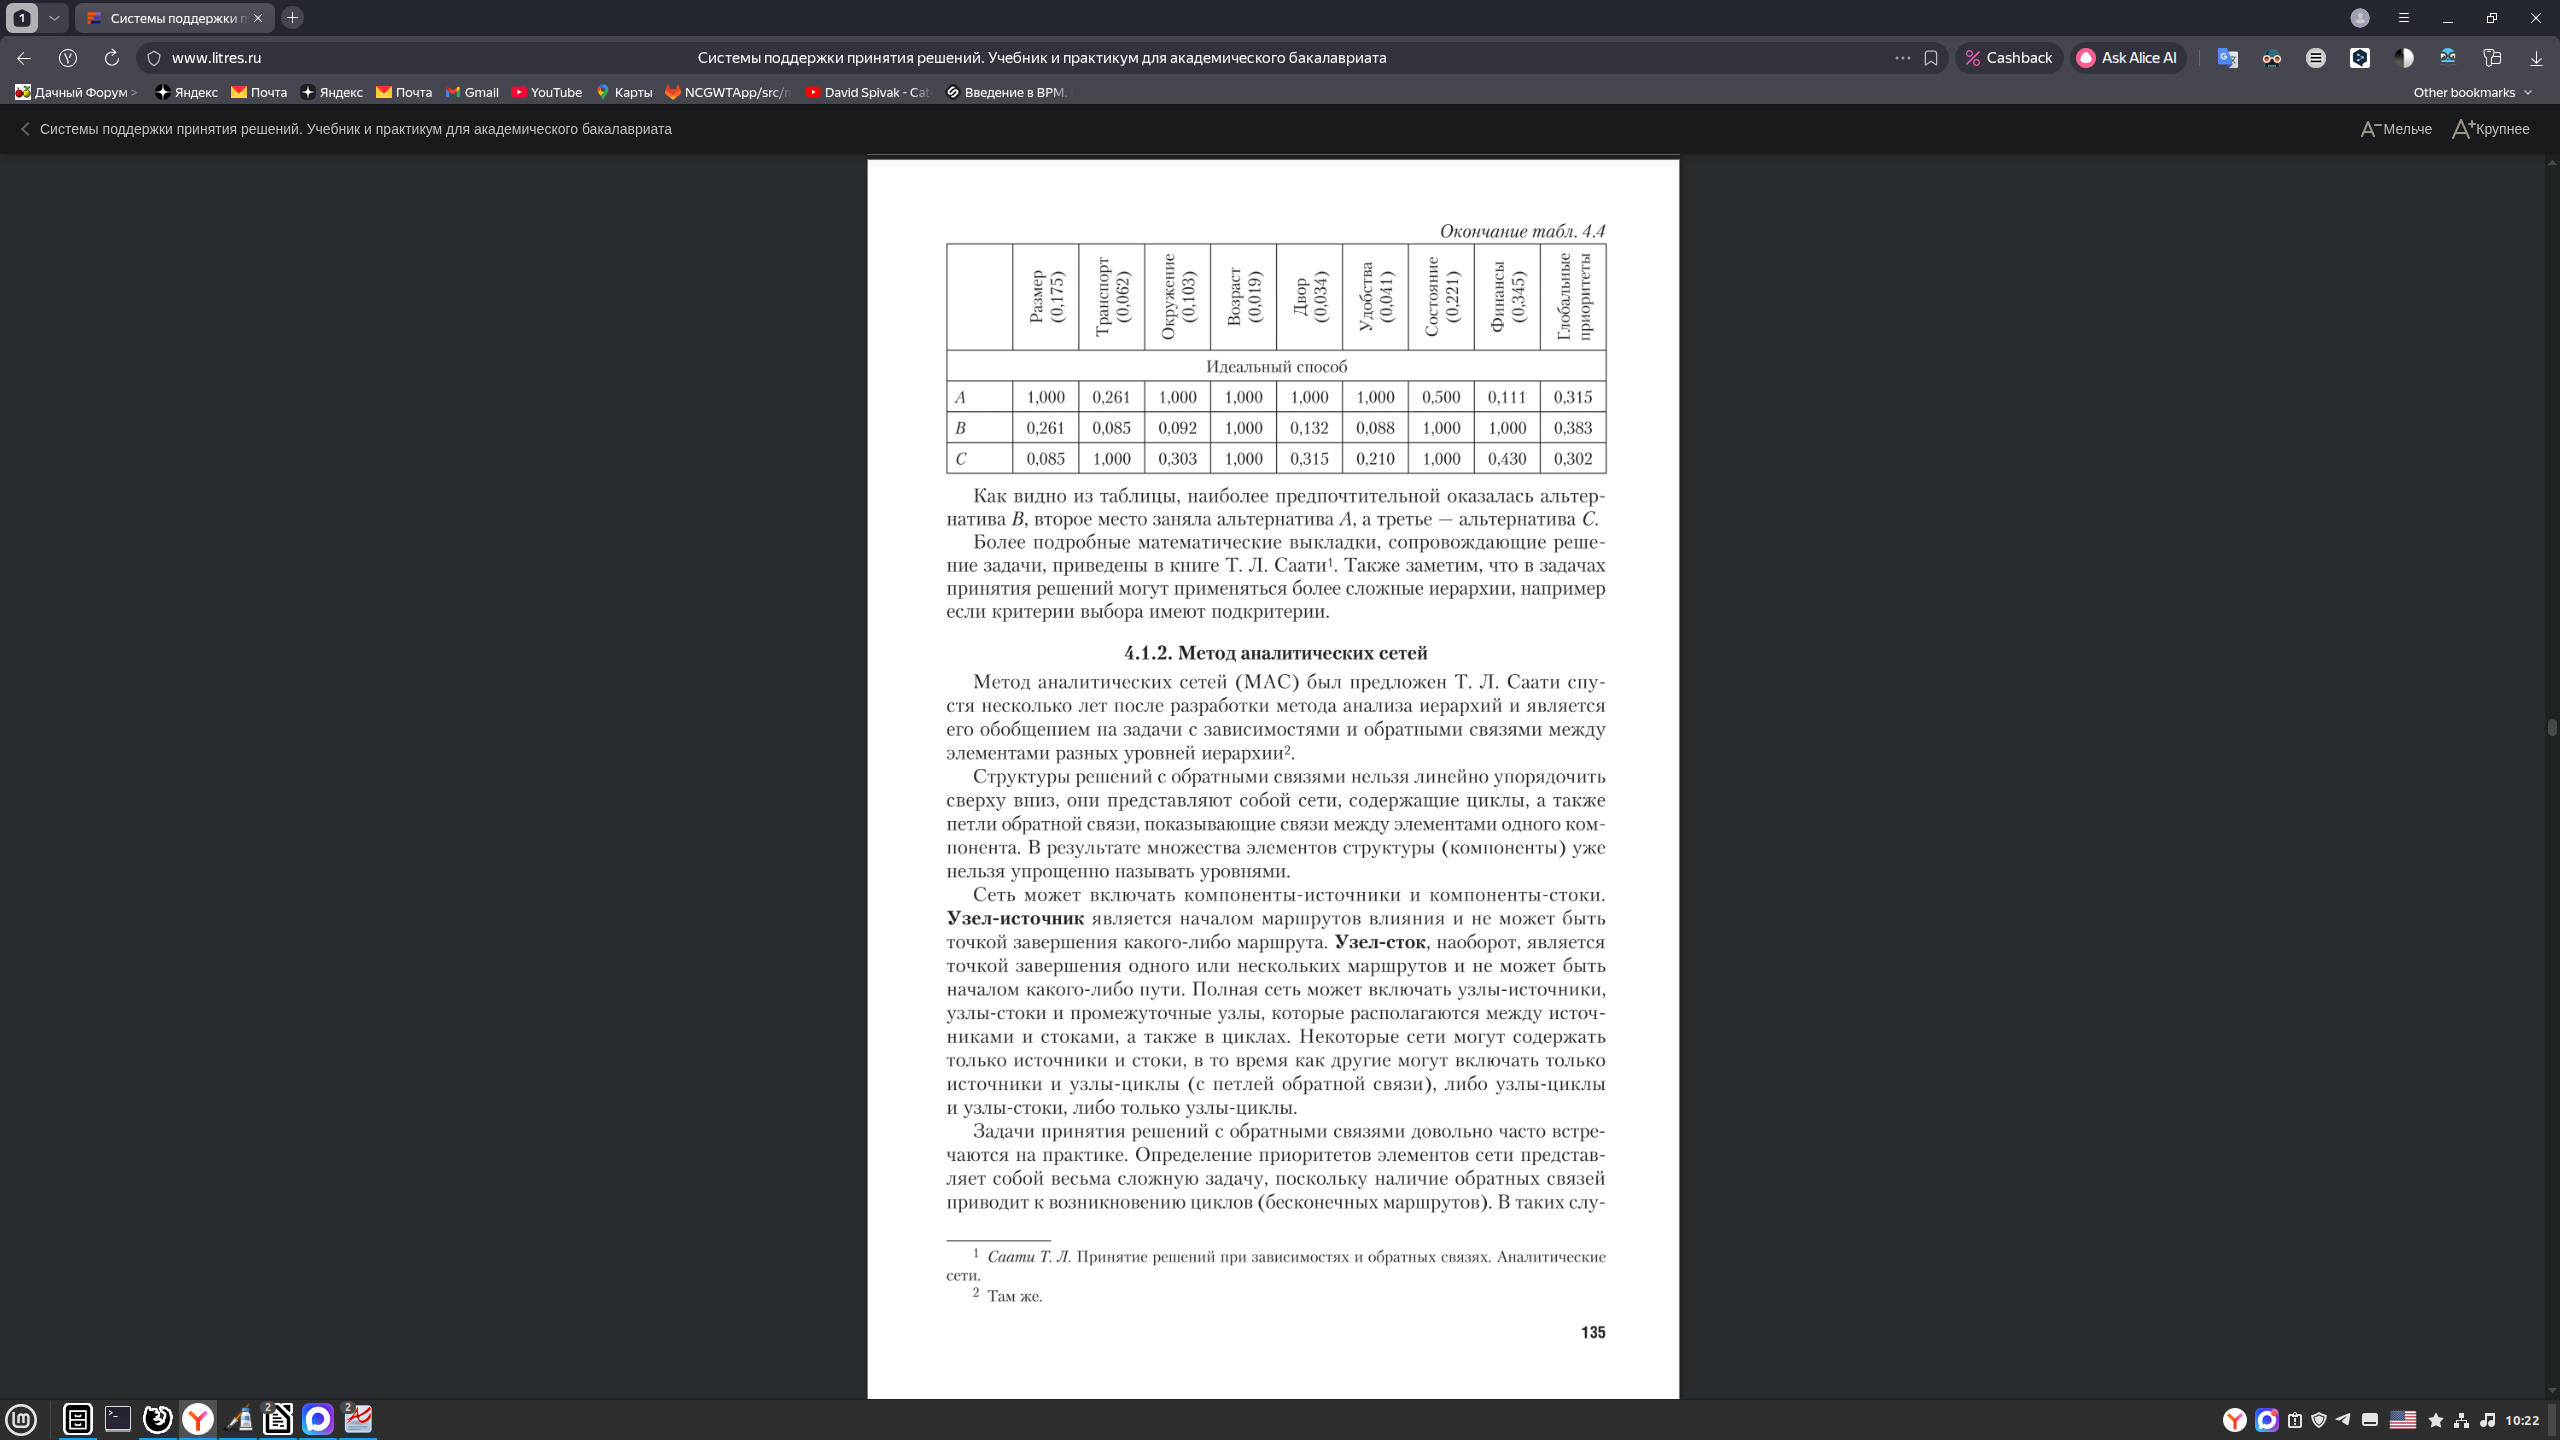 1
Системы поддержки п
www.litres.ru
Системы поддержки принятия решений. Учебник и практикум для академического бакалавриата
Cashback
Ask Alice AI
Дачный Форум >
Яндекс
Почта
Яндекс
Почта
Gmail
YouTube
Карты
NCGWTApp/src/
David Spivak - Cat
Введение в BPM.
Other bookmarks
Системы поддержки принятия решений. Учебник и практикум для академического бакалавриата
A⁻ Мельче
A⁺ Крупнее
Окончание табл. 4.4
Размер (0,175) Транспорт (0,062) Окружение (0,103) Возраст (0,019) Двор (0,034) Удобства (0,041) Состояние (0,221) Финансы (0,345) Глобальные приоритеты
Идеальный способ
A 1,000 0,261 1,000 1,000 1,000 1,000 0,500 0,111 0,315
B 0,261 0,085 0,092 1,000 0,132 0,088 1,000 1,000 0,383
C 0,085 1,000 0,303 1,000 0,315 0,210 1,000 0,430 0,302
Как видно из таблицы, наиболее предпочтительной оказалась альтер-
натива B, второе место заняла альтернатива A, а третье — альтернатива C.
Более подробные математические выкладки, сопровождающие реше-
ние задачи, приведены в книге Т. Л. Саати¹. Также заметим, что в задачах
принятия решений могут применяться более сложные иерархии, например
если критерии выбора имеют подкритерии.
4.1.2. Метод аналитических сетей
Метод аналитических сетей (МАС) был предложен Т. Л. Саати спу-
стя несколько лет после разработки метода анализа иерархий и является
его обобщением на задачи с зависимостями и обратными связями между
элементами разных уровней иерархии².
Структуры решений с обратными связями нельзя линейно упорядочить
сверху вниз, они представляют собой сети, содержащие циклы, а также
петли обратной связи, показывающие связи между элементами одного ком-
понента. В результате множества элементов структуры (компоненты) уже
нельзя упрощенно называть уровнями.
Сеть может включать компоненты-источники и компоненты-стоки.
Узел-источник является началом маршрутов влияния и не может быть
точкой завершения какого-либо маршрута. Узел-сток, наоборот, является
точкой завершения одного или нескольких маршрутов и не может быть
началом какого-либо пути. Полная сеть может включать узлы-источники,
узлы-стоки и промежуточные узлы, которые располагаются между источ-
никами и стоками, а также в циклах. Некоторые сети могут содержать
только источники и стоки, в то время как другие могут включать только
источники и узлы-циклы (с петлей обратной связи), либо узлы-циклы
и узлы-стоки, либо только узлы-циклы.
Задачи принятия решений с обратными связями довольно часто встре-
чаются на практике. Определение приоритетов элементов сети представ-
ляет собой весьма сложную задачу, поскольку наличие обратных связей
приводит к возникновению циклов (бесконечных маршрутов). В таких слу-
¹ Саати Т. Л. Принятие решений при зависимостях и обратных связях. Аналитические
сети.
² Там же.
135
2
2
10:22